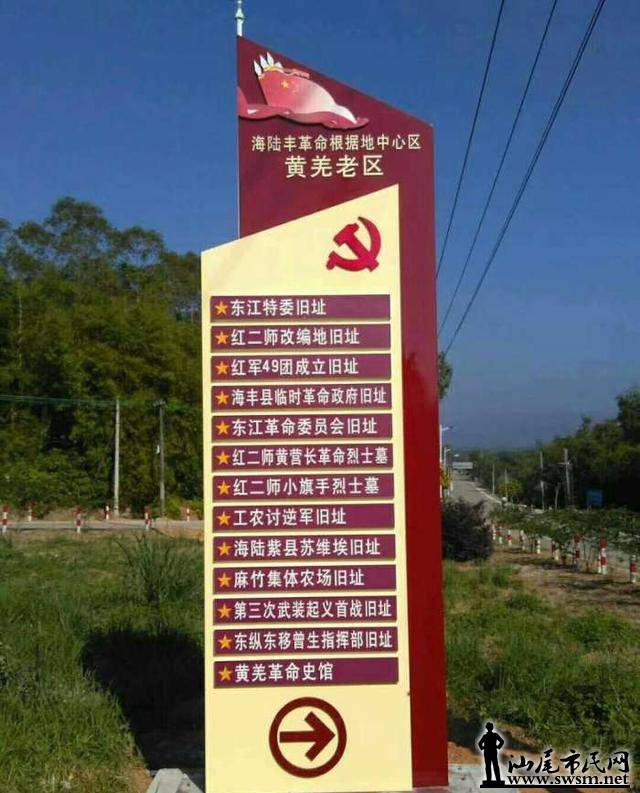 海陆丰革命根据地中心区
黄羌老区
东江特委旧址
红二师改编地旧址
红军49团成立旧址
海丰县临时革命政府旧址
东江革命委员会旧址
红二师黄营长革命烈士墓
红二师小旗手烈士墓
工农讨逆军旧址
海陆紫县苏维埃旧址
麻竹集体农场旧址
第三次武装起义首战旧址
东纵东移曾生指挥部旧址
黄羌革命史馆
汕尾市民网
www.swsm.net